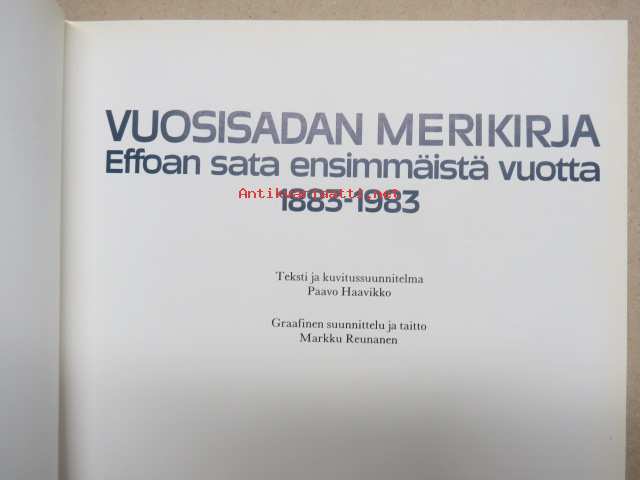 VUOSISADAN MERIKIRJA
Effoan sata ensimmäistä vuotta
Antikvariaatti.net
1883-1983
Teksti ja kuvitussuunnitelma
Paavo Haavikko
Graafinen suunnittelu ja taitto
Markku Reunanen